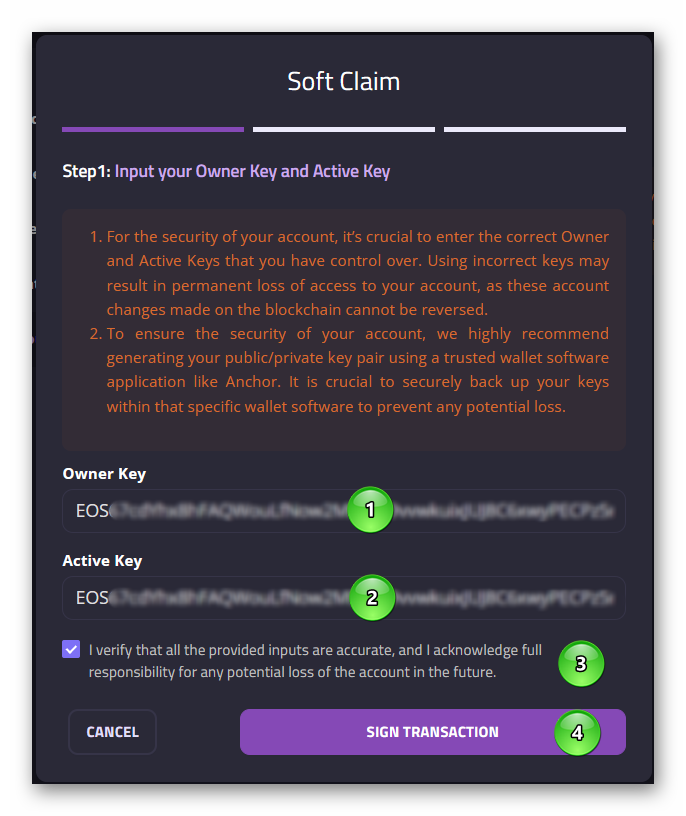 Soft Claim
Step1: Input your Owner Key and Active Key
1. For the security of your account, it’s crucial to enter the correct Owner
and Active Keys that you have control over. Using incorrect keys may
result in permanent loss of access to your account, as these account
changes made on the blockchain cannot be reversed.
2. To ensure the security of your account, we highly recommend
generating your public/private key pair using a trusted wallet software
application like Anchor. It is crucial to securely back up your keys
within that specific wallet software to prevent any potential loss.
Owner Key
EOS 1
Active Key
EOS 2
I verify that all the provided inputs are accurate, and I acknowledge full
responsibility for any potential loss of the account in the future.
3
CANCEL SIGN TRANSACTION 4